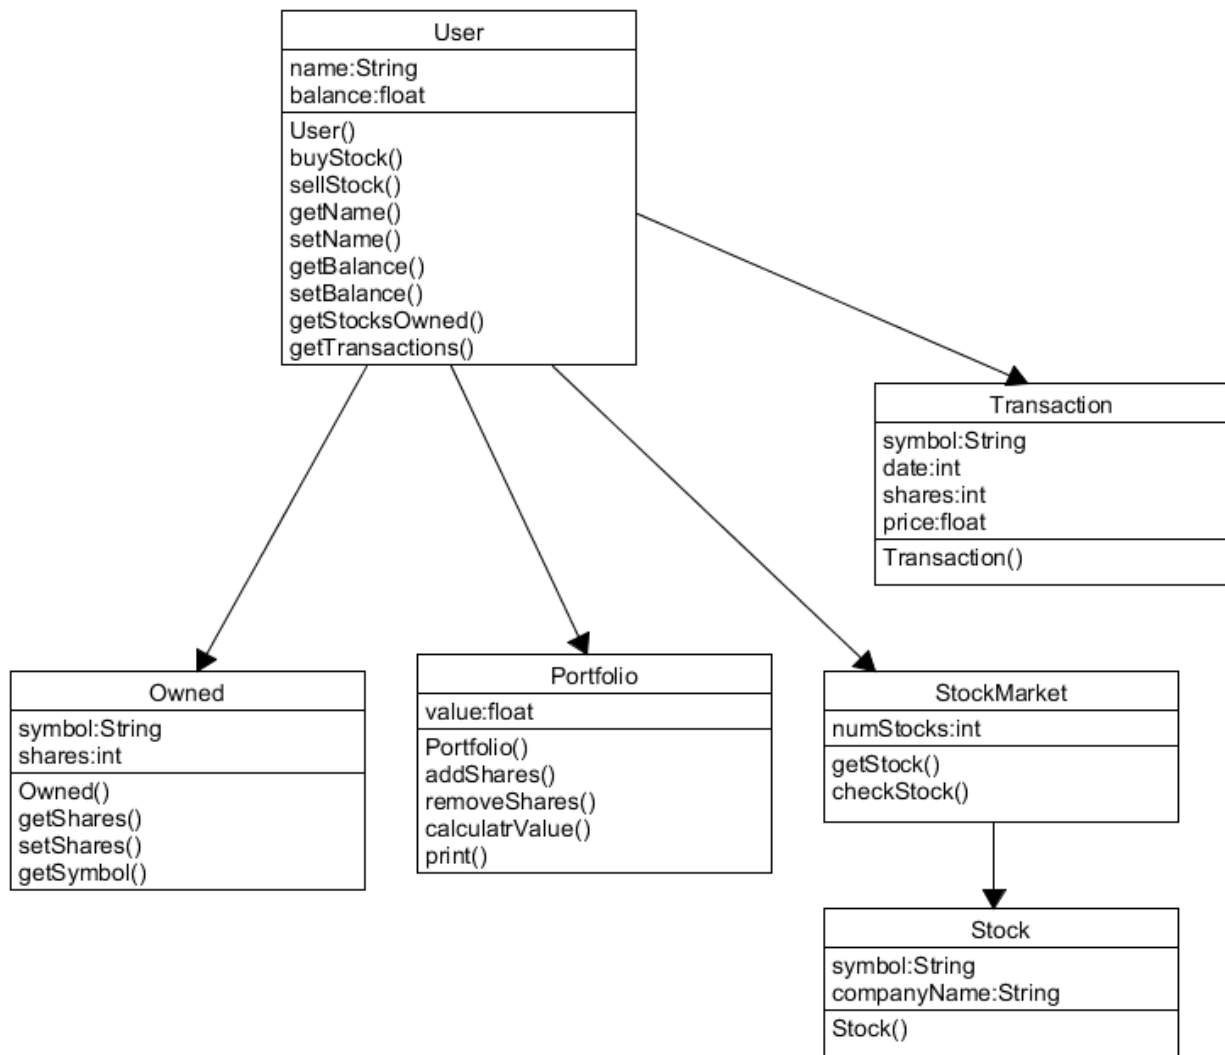 User
name:String
balance:float
User()
buyStock()
sellStock()
getName()
setName()
getBalance()
setBalance()
getStocksOwned()
getTransactions()
Transaction
symbol:String
date:int
shares:int
price:float
Transaction()
Owned
symbol:String
shares:int
Owned()
getShares()
setShares()
getSymbol()
Portfolio
value:float
Portfolio()
addShares()
removeShares()
calculatrValue()
print()
StockMarket
numStocks:int
getStock()
checkStock()
Stock
symbol:String
companyName:String
Stock()